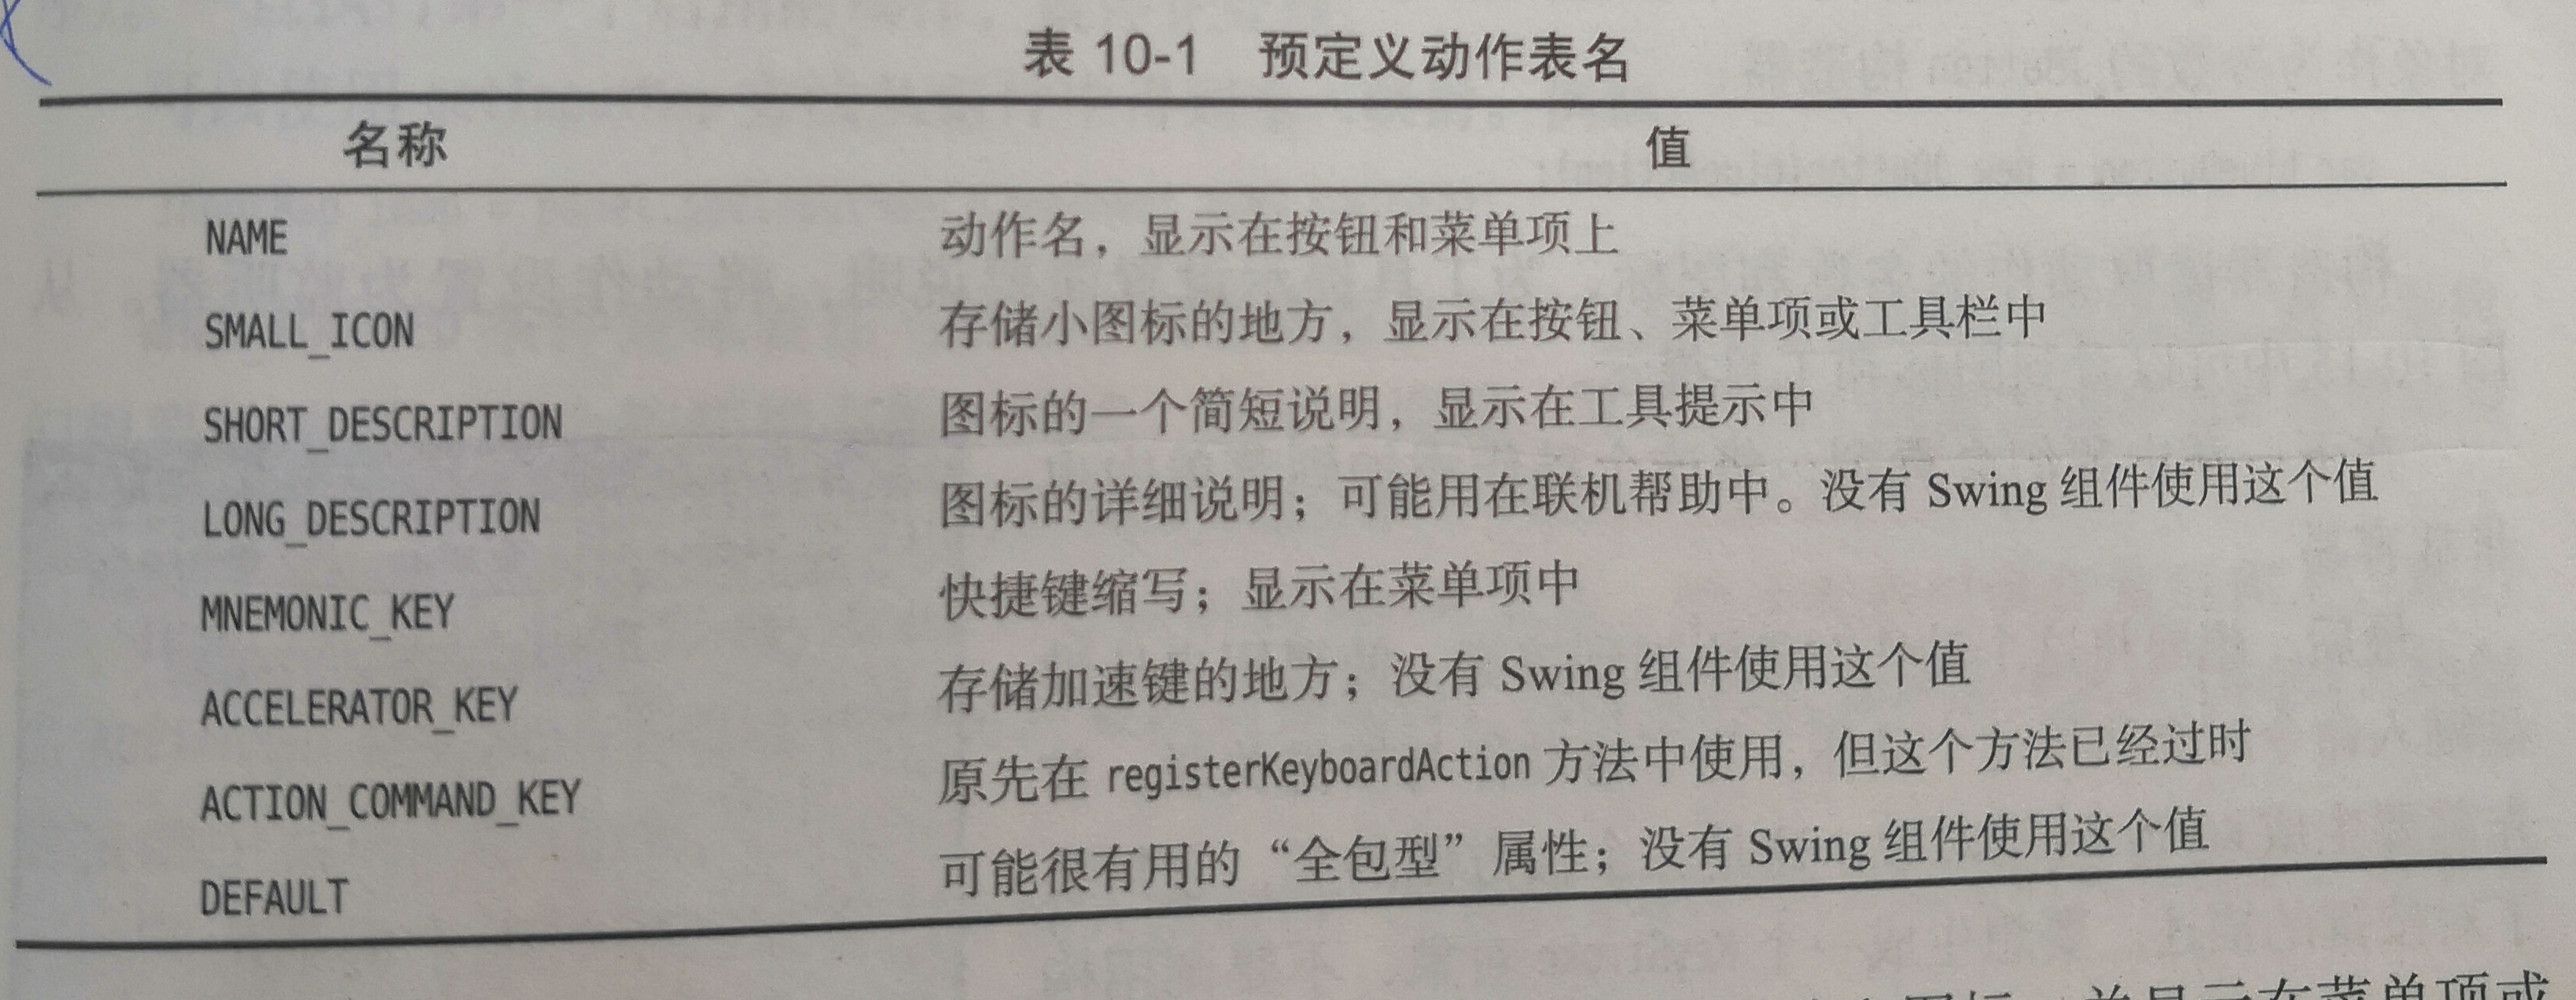 表 10-1　预定义动作表名
名称　值
NAME　动作名，显示在按钮和菜单项上
SMALL_ICON　存储小图标的地方，显示在按钮、菜单项或工具栏中
SHORT_DESCRIPTION　图标的一个简短说明，显示在工具提示中
LONG_DESCRIPTION　图标的详细说明；可能用在联机帮助中。没有 Swing 组件使用这个值
MNEMONIC_KEY　快捷键缩写；显示在菜单项中
ACCELERATOR_KEY　存储加速键的地方；没有 Swing 组件使用这个值
ACTION_COMMAND_KEY　原先在 registerKeyboardAction 方法中使用，但这个方法已经过时
DEFAULT　可能很有用的“全包型”属性；没有 Swing 组件使用这个值
显示在菜单项或